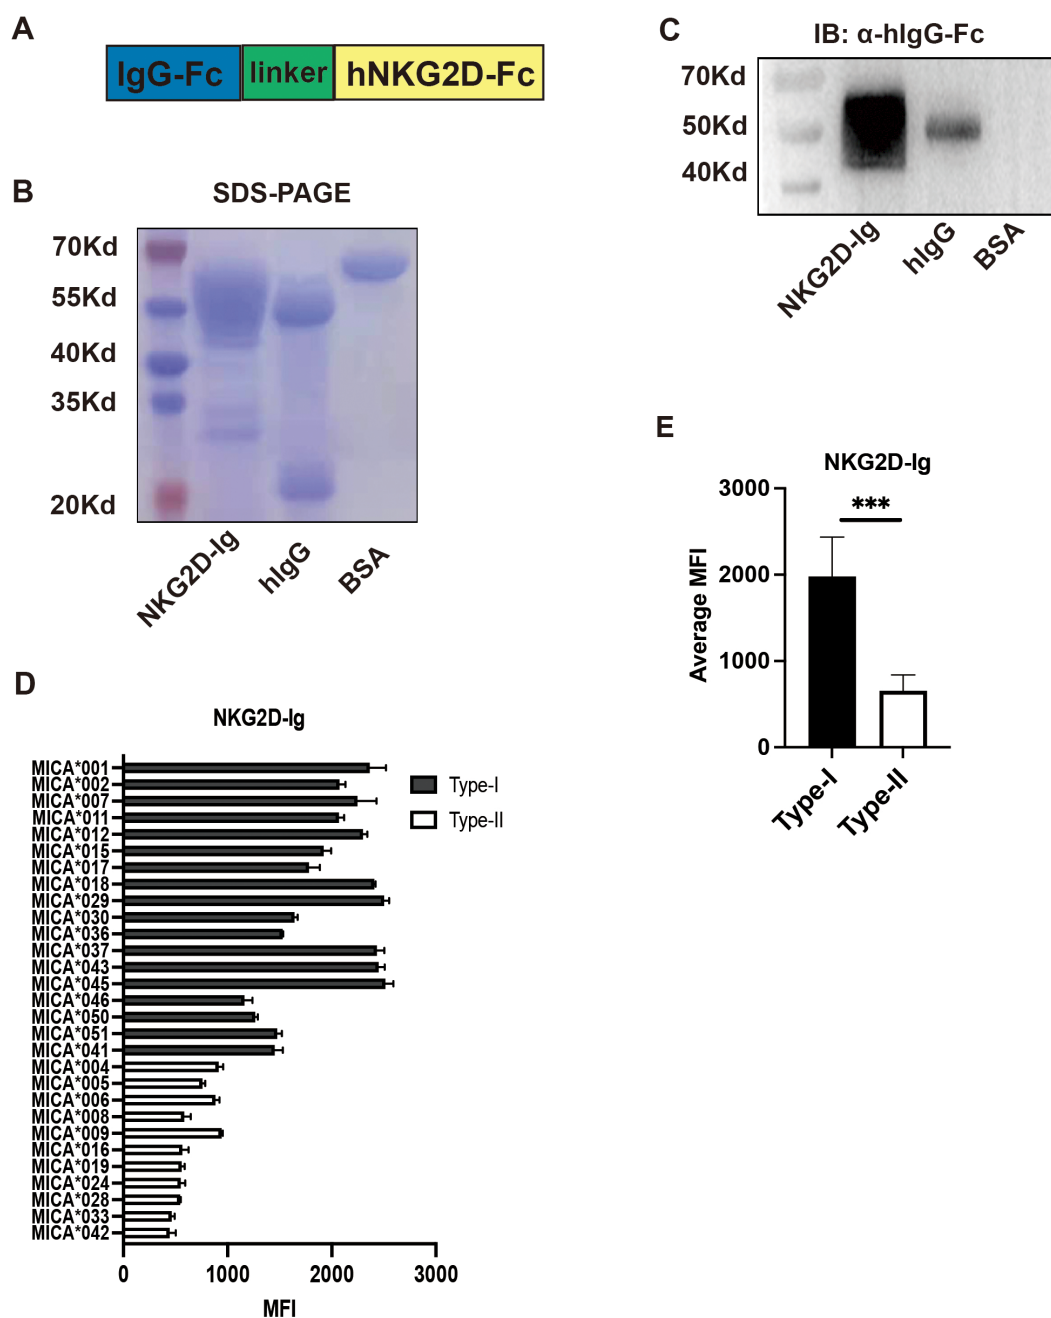 A
IgG-Fc linker hNKG2D-Fc
B
SDS-PAGE
70Kd
55Kd
40Kd
35Kd
20Kd
NKG2D-Ig hIgG BSA
C
IB: α-hIgG-Fc
70Kd
50Kd
40Kd
NKG2D-Ig hIgG BSA
D
NKG2D-Ig
MICA*001
MICA*002
MICA*007
MICA*011
MICA*012
MICA*015
MICA*017
MICA*018
MICA*029
MICA*030
MICA*036
MICA*037
MICA*043
MICA*045
MICA*046
MICA*050
MICA*051
MICA*041
MICA*004
MICA*005
MICA*006
MICA*008
MICA*009
MICA*016
MICA*019
MICA*024
MICA*028
MICA*033
MICA*042
Type-I
Type-II
0 1000 2000 3000
MFI
E
NKG2D-Ig
***
3000
2000
1000
0
Average MFI
Type-I Type-II